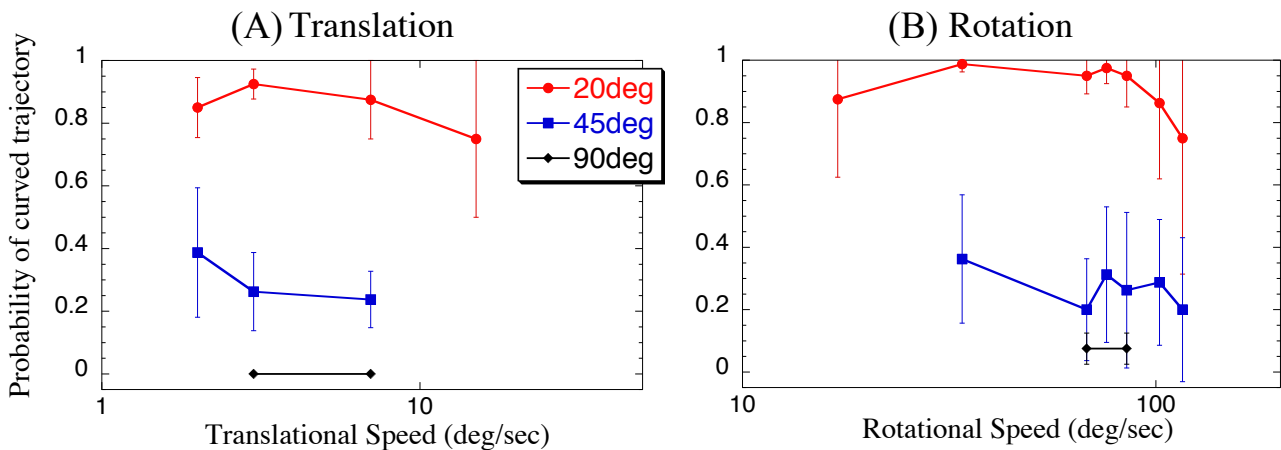 (A) Translation
(B) Rotation
Probability of curved trajectory
1
0.8
0.6
0.4
0.2
0
1
10
Translational Speed (deg/sec)
20deg
45deg
90deg
1
0.8
0.6
0.4
0.2
0
10
100
Rotational Speed (deg/sec)